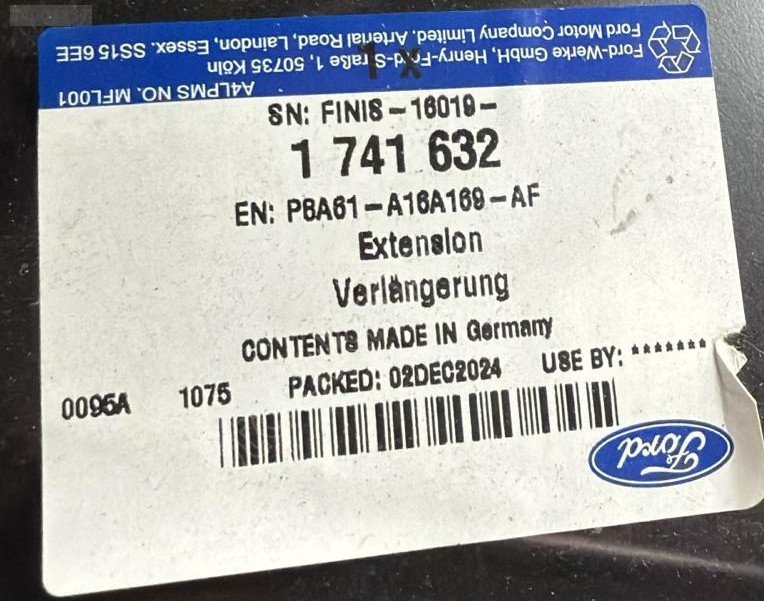 Ford-Werke GmbH, Henry-Ford-Straße 1, 50735 Köln
Ford Motor Company Limited. Arterial Road, Laindon, Essex. SS15 6EE
A4LPMS NO. MFL001
1 x
SN: FINIS-16019-
1 741 632
EN: P8A61-A16A169-AF
Extension
Verlängerung
CONTENTS MADE IN Germany
PACKED: 02DEC2024 USE BY: *******
0095A 1075
Ford